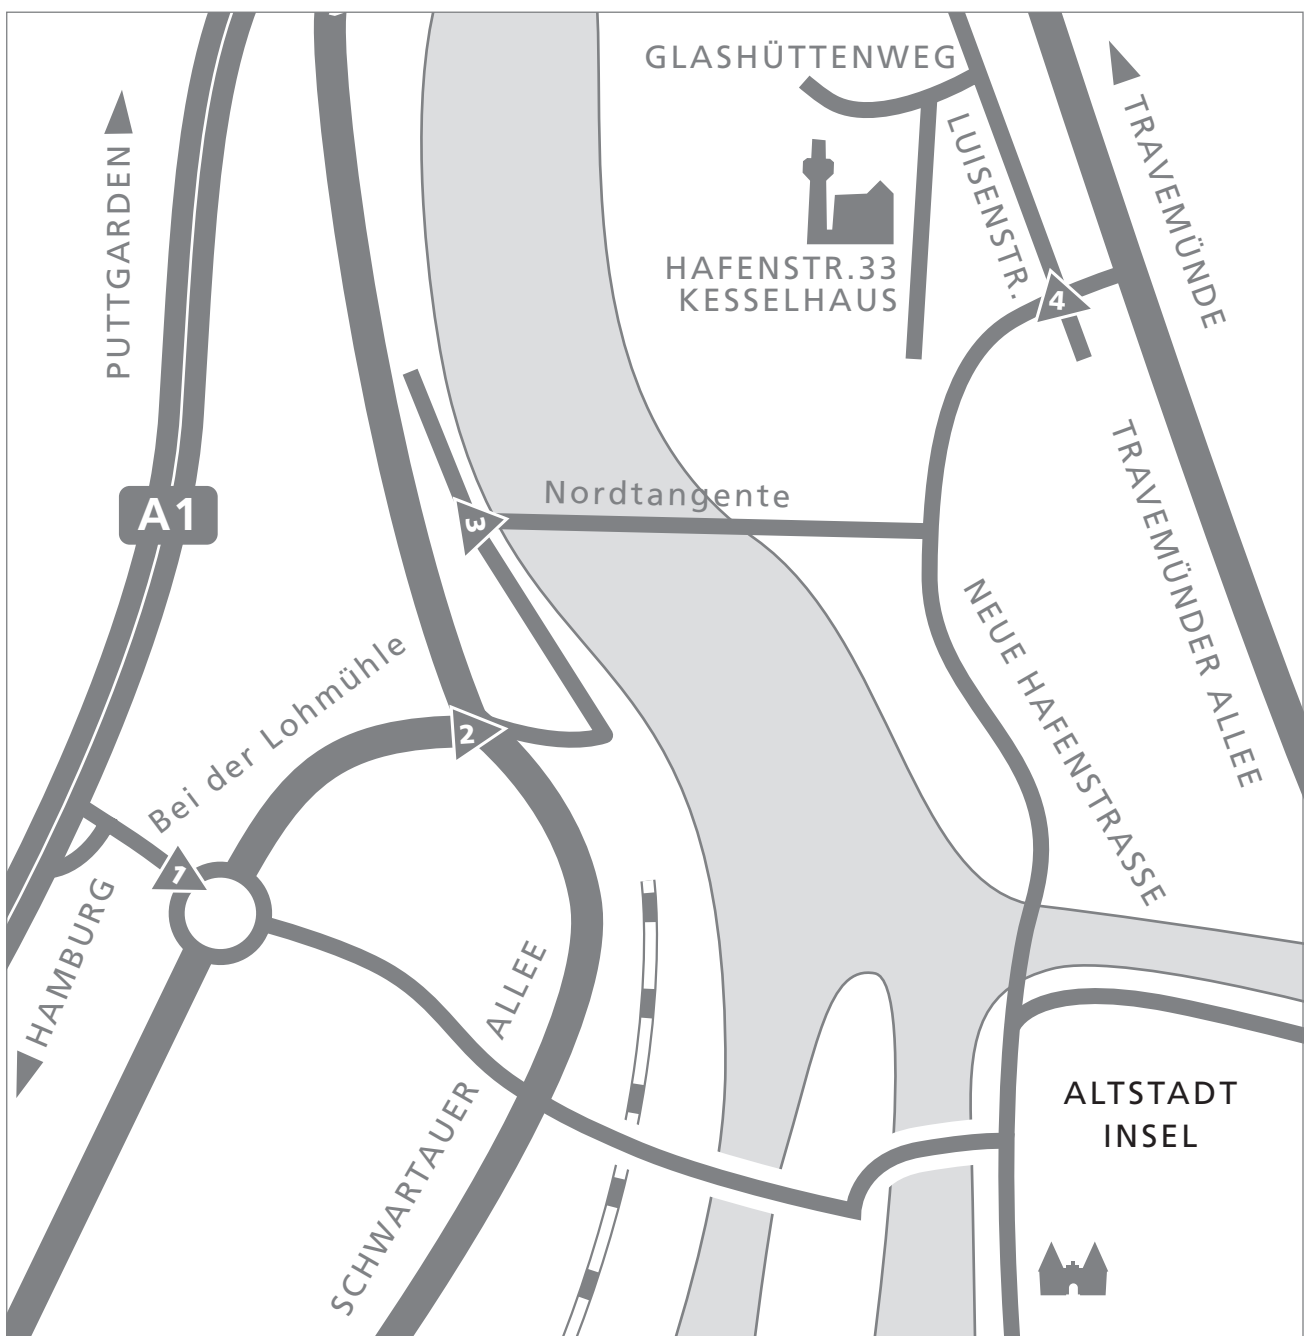 GLASHÜTTENWEG
PUTTGARDEN
LUISENSTR.
TRAVEMÜNDE
HAFENSTR.33
KESSELHAUS
4
A1
Nordtangente
3
TRAVEMÜNDER ALLEE
NEUE HAFENSTRASSE
Bei der Lohmühle
2
1
HAMBURG
SCHWARTAUER ALLEE
ALTSTADT
INSEL